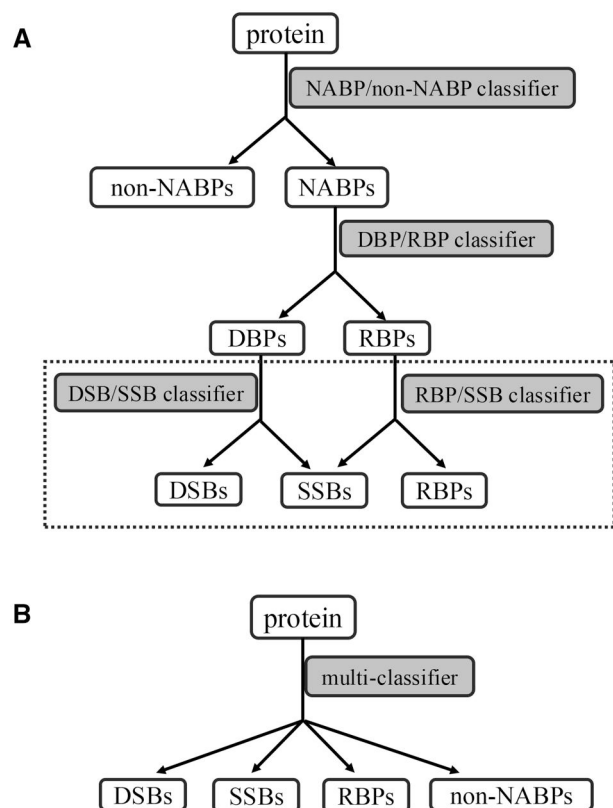 A
protein
NABP/non-NABP classifier
non-NABPs
NABPs
DBP/RBP classifier
DBPs
RBPs
DSB/SSB classifier
RBP/SSB classifier
DSBs
SSBs
RBPs
B
protein
multi-classifier
DSBs
SSBs
RBPs
non-NABPs